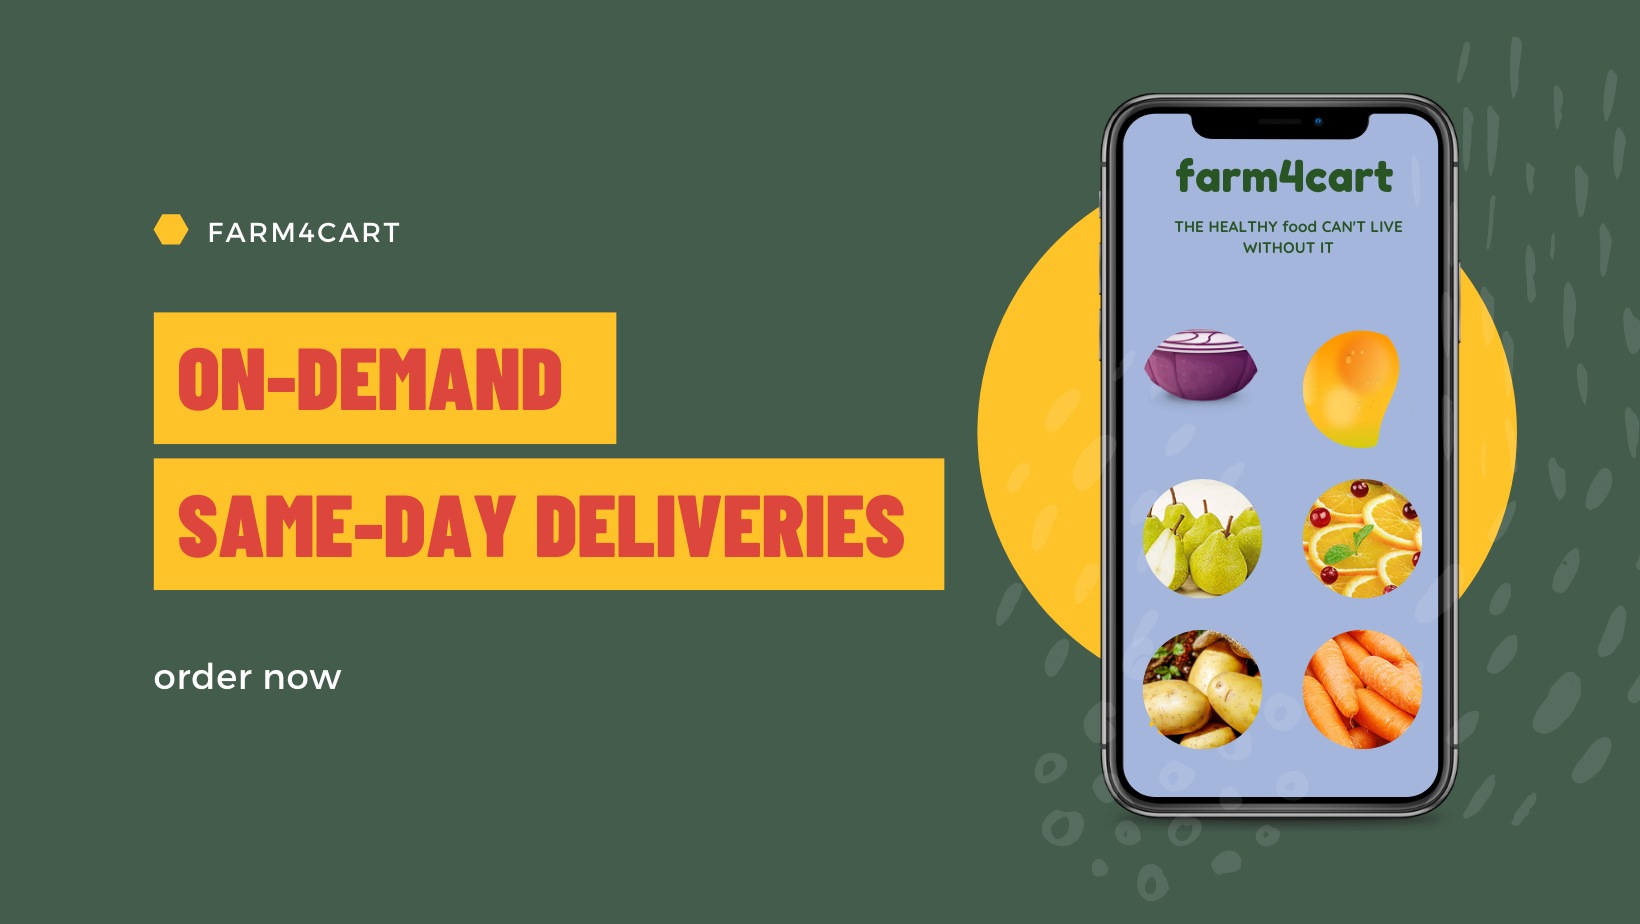 FARM4CART
ON-DEMAND
SAME-DAY DELIVERIES
order now
farm4cart
THE HEALTHY food CAN'T LIVE
WITHOUT IT